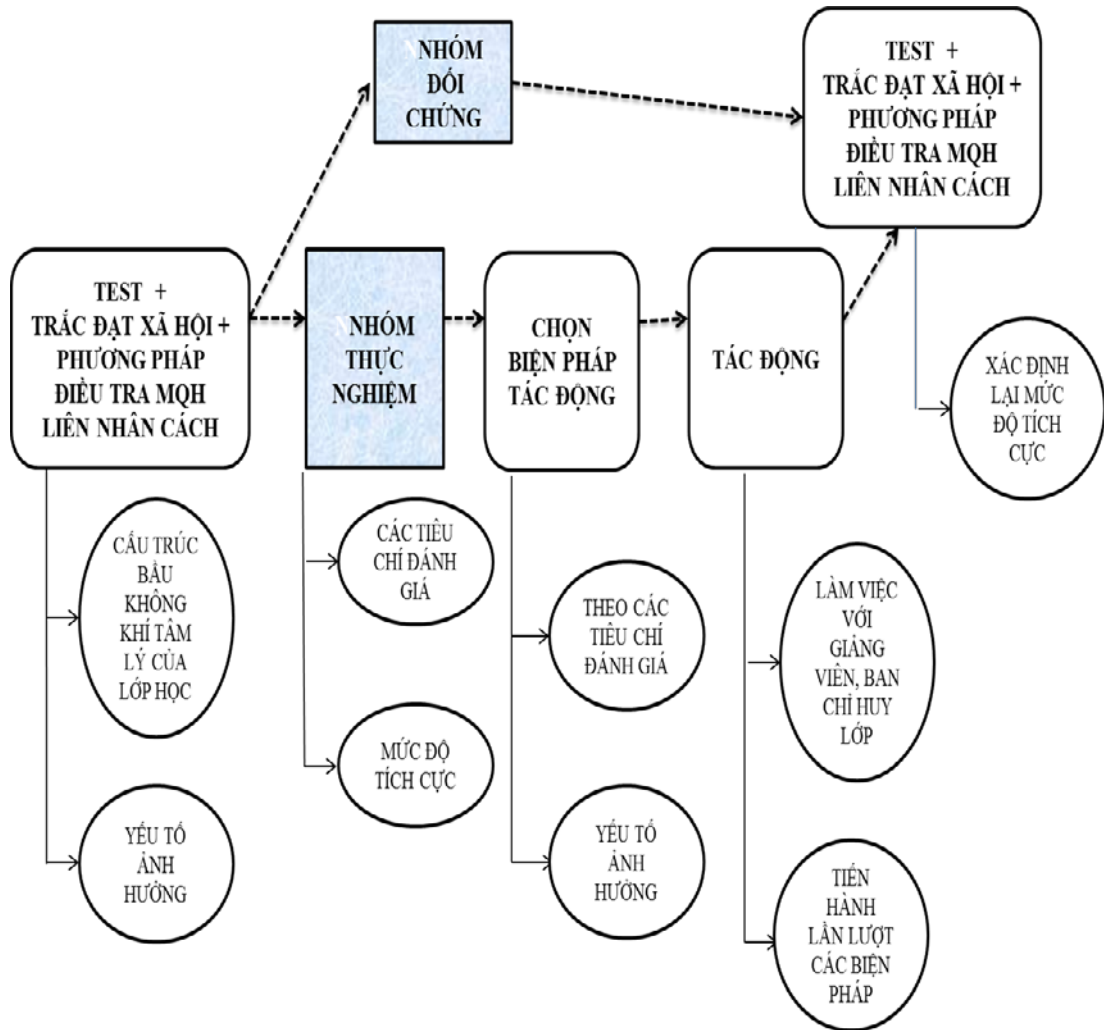 NHÓM
ĐỐI
CHỨNG
TEST +
TRẮC ĐẠT XÃ HỘI +
PHƯƠNG PHÁP
ĐIỀU TRA MQH
LIÊN NHÂN CÁCH
TEST +
TRẮC ĐẠT XÃ HỘI +
PHƯƠNG PHÁP
ĐIỀU TRA MQH
LIÊN NHÂN CÁCH
NHÓM
THỰC
NGHIỆM
CHỌN
BIỆN PHÁP
TÁC ĐỘNG
TÁC ĐỘNG
XÁC ĐỊNH
LẠI MỨC
ĐỘ TÍCH
CỰC
CẤU TRÚC
BẦU
KHÔNG
KHÍ TÂM
LÝ CỦA
LỚP HỌC
YẾU TỐ
ẢNH
HƯỞNG
CÁC TIÊU
CHÍ ĐÁNH
GIÁ
MỨC ĐỘ
TÍCH CỰC
THEO CÁC
TIÊU CHÍ
ĐÁNH GIÁ
YẾU TỐ
ẢNH
HƯỞNG
LÀM VIỆC
VỚI
GIẢNG
VIÊN, BAN
CHỈ HUY
LỚP
TIẾN
HÀNH
LẦN LƯỢT
CÁC BIỆN
PHÁP